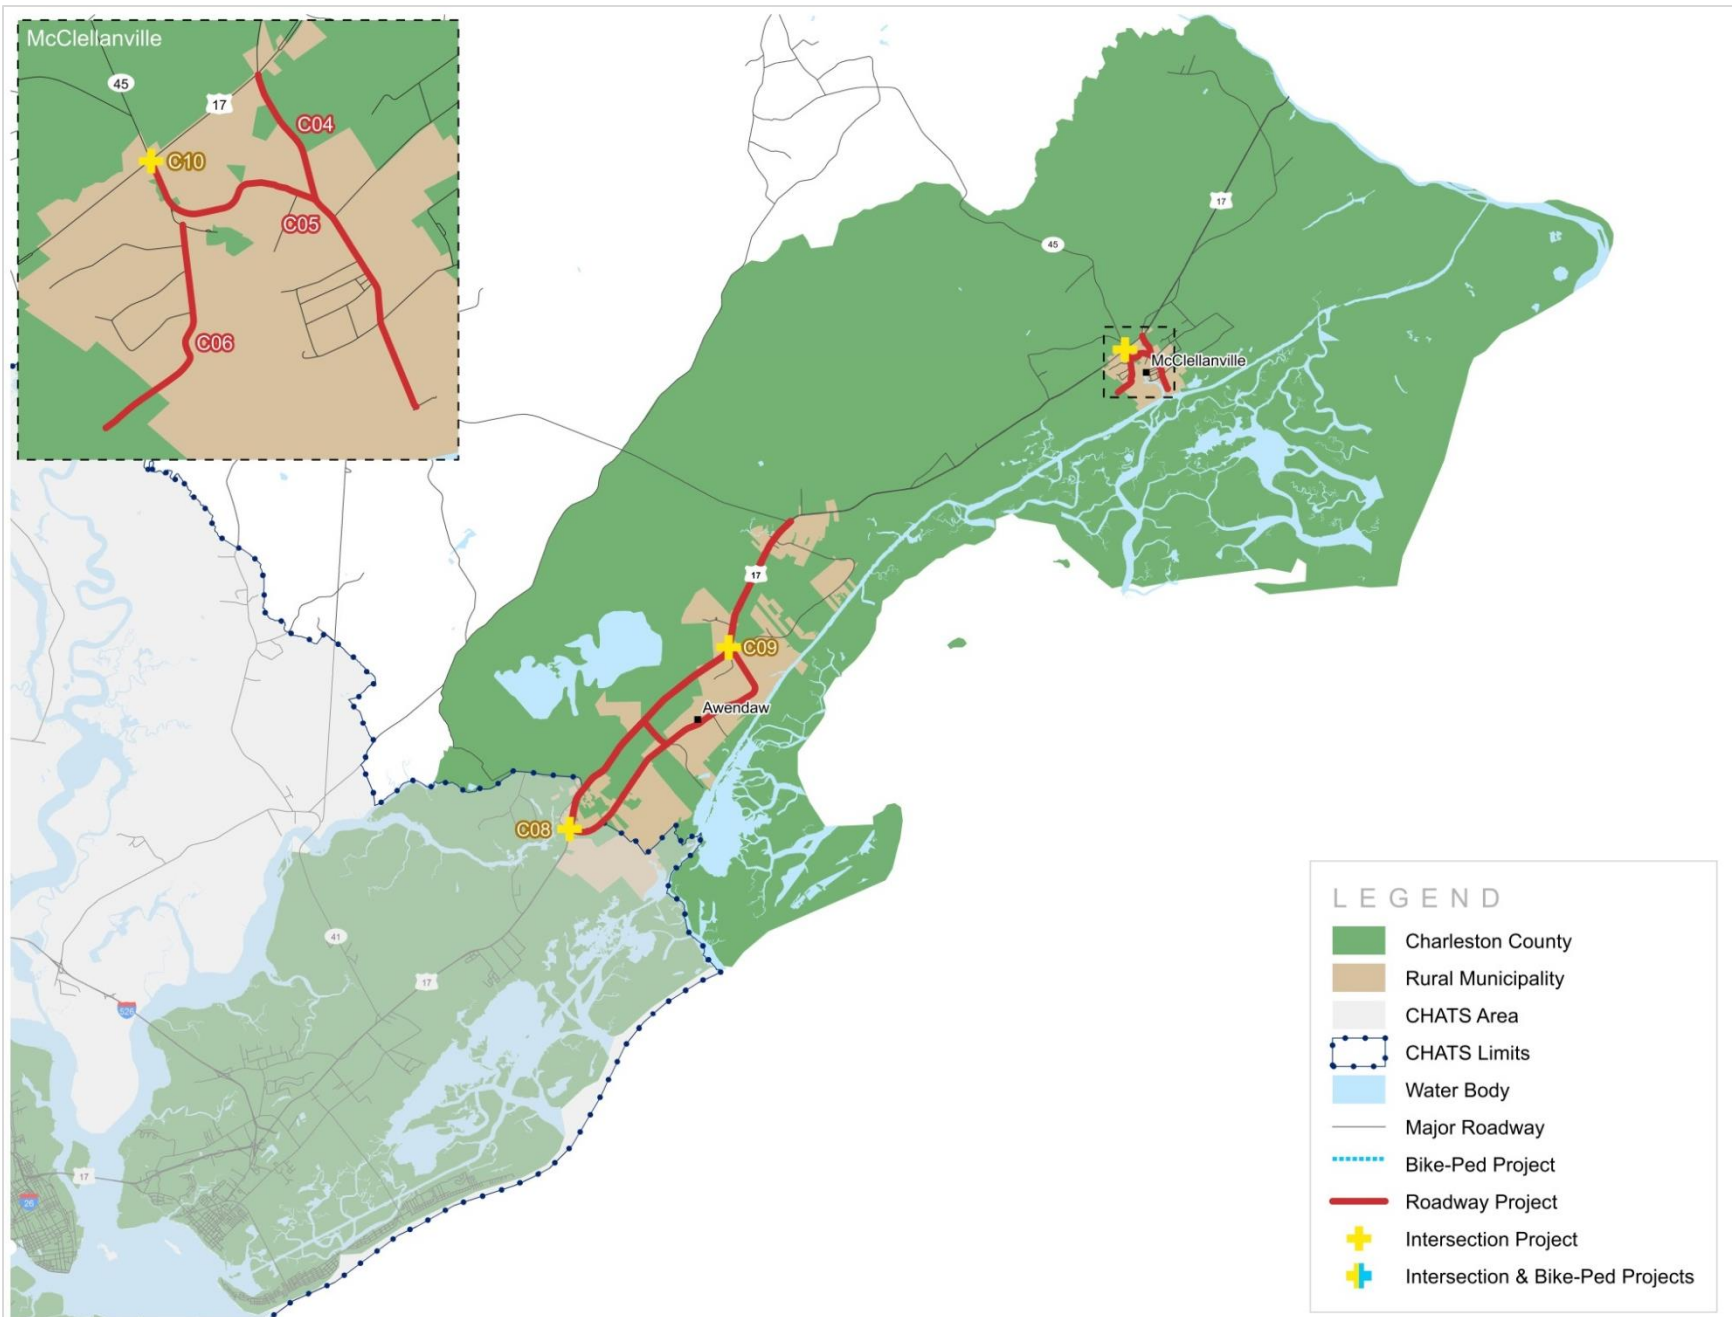 McClellanville
45
17
C04
C10
C05
C06
17
45
McClellanville
17
C09
Awendaw
C08
41
17
526
17
26
LEGEND
Charleston County
Rural Municipality
CHATS Area
CHATS Limits
Water Body
Major Roadway
Bike-Ped Project
Roadway Project
Intersection Project
Intersection & Bike-Ped Projects